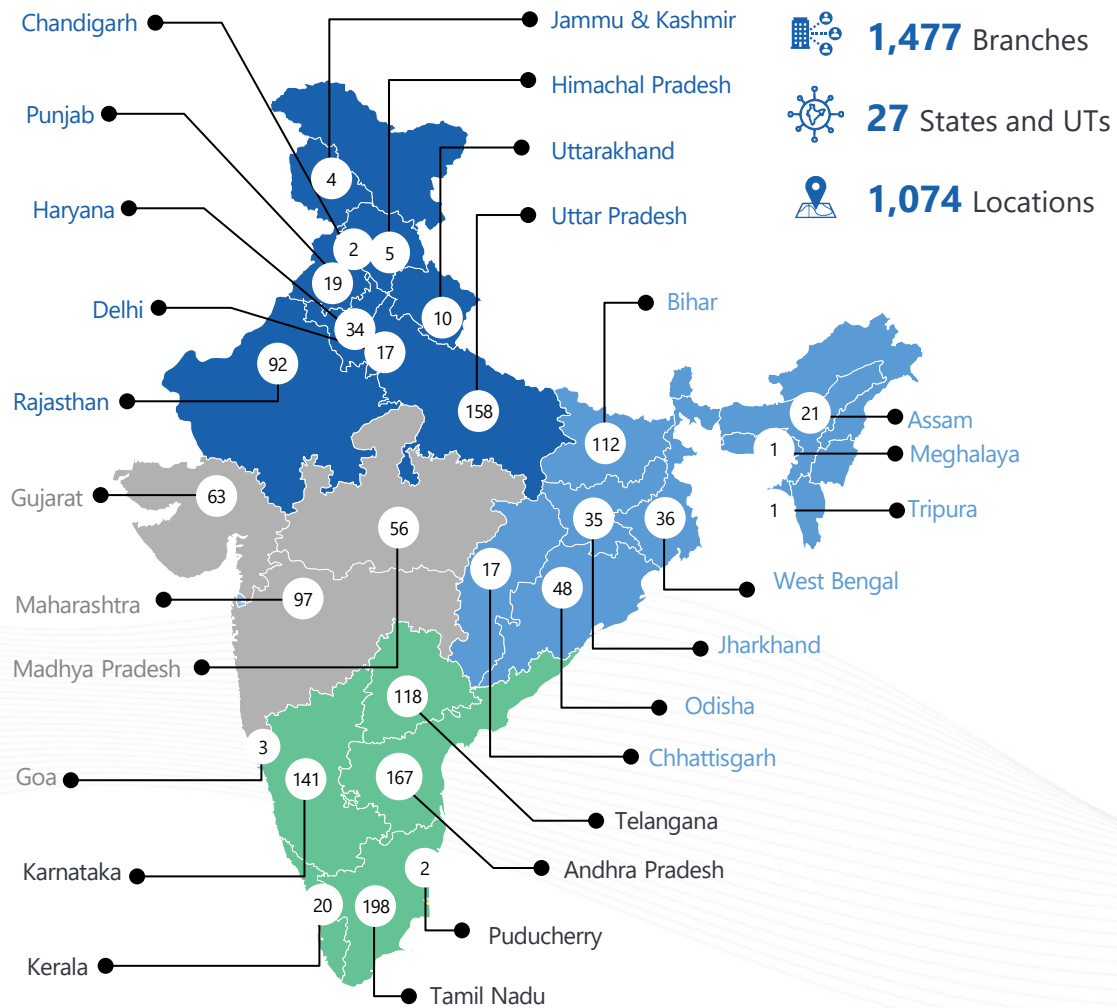 Chandigarh
Jammu & Kashmir
1,477 Branches
Himachal Pradesh
Punjab
27 States and UTs
Uttarakhand
4
1,074 Locations
Haryana
Uttar Pradesh
2
5
19
Bihar
Delhi
10
34
17
92
Rajasthan
158
21
Assam
112
1
Meghalaya
Gujarat
63
1
Tripura
56
35
36
17
West Bengal
Maharashtra
97
48
Jharkhand
Madhya Pradesh
118
Odisha
3
Chhattisgarh
Goa
141
167
Telangana
Karnataka
2
Andhra Pradesh
20
198
Puducherry
Kerala
Tamil Nadu